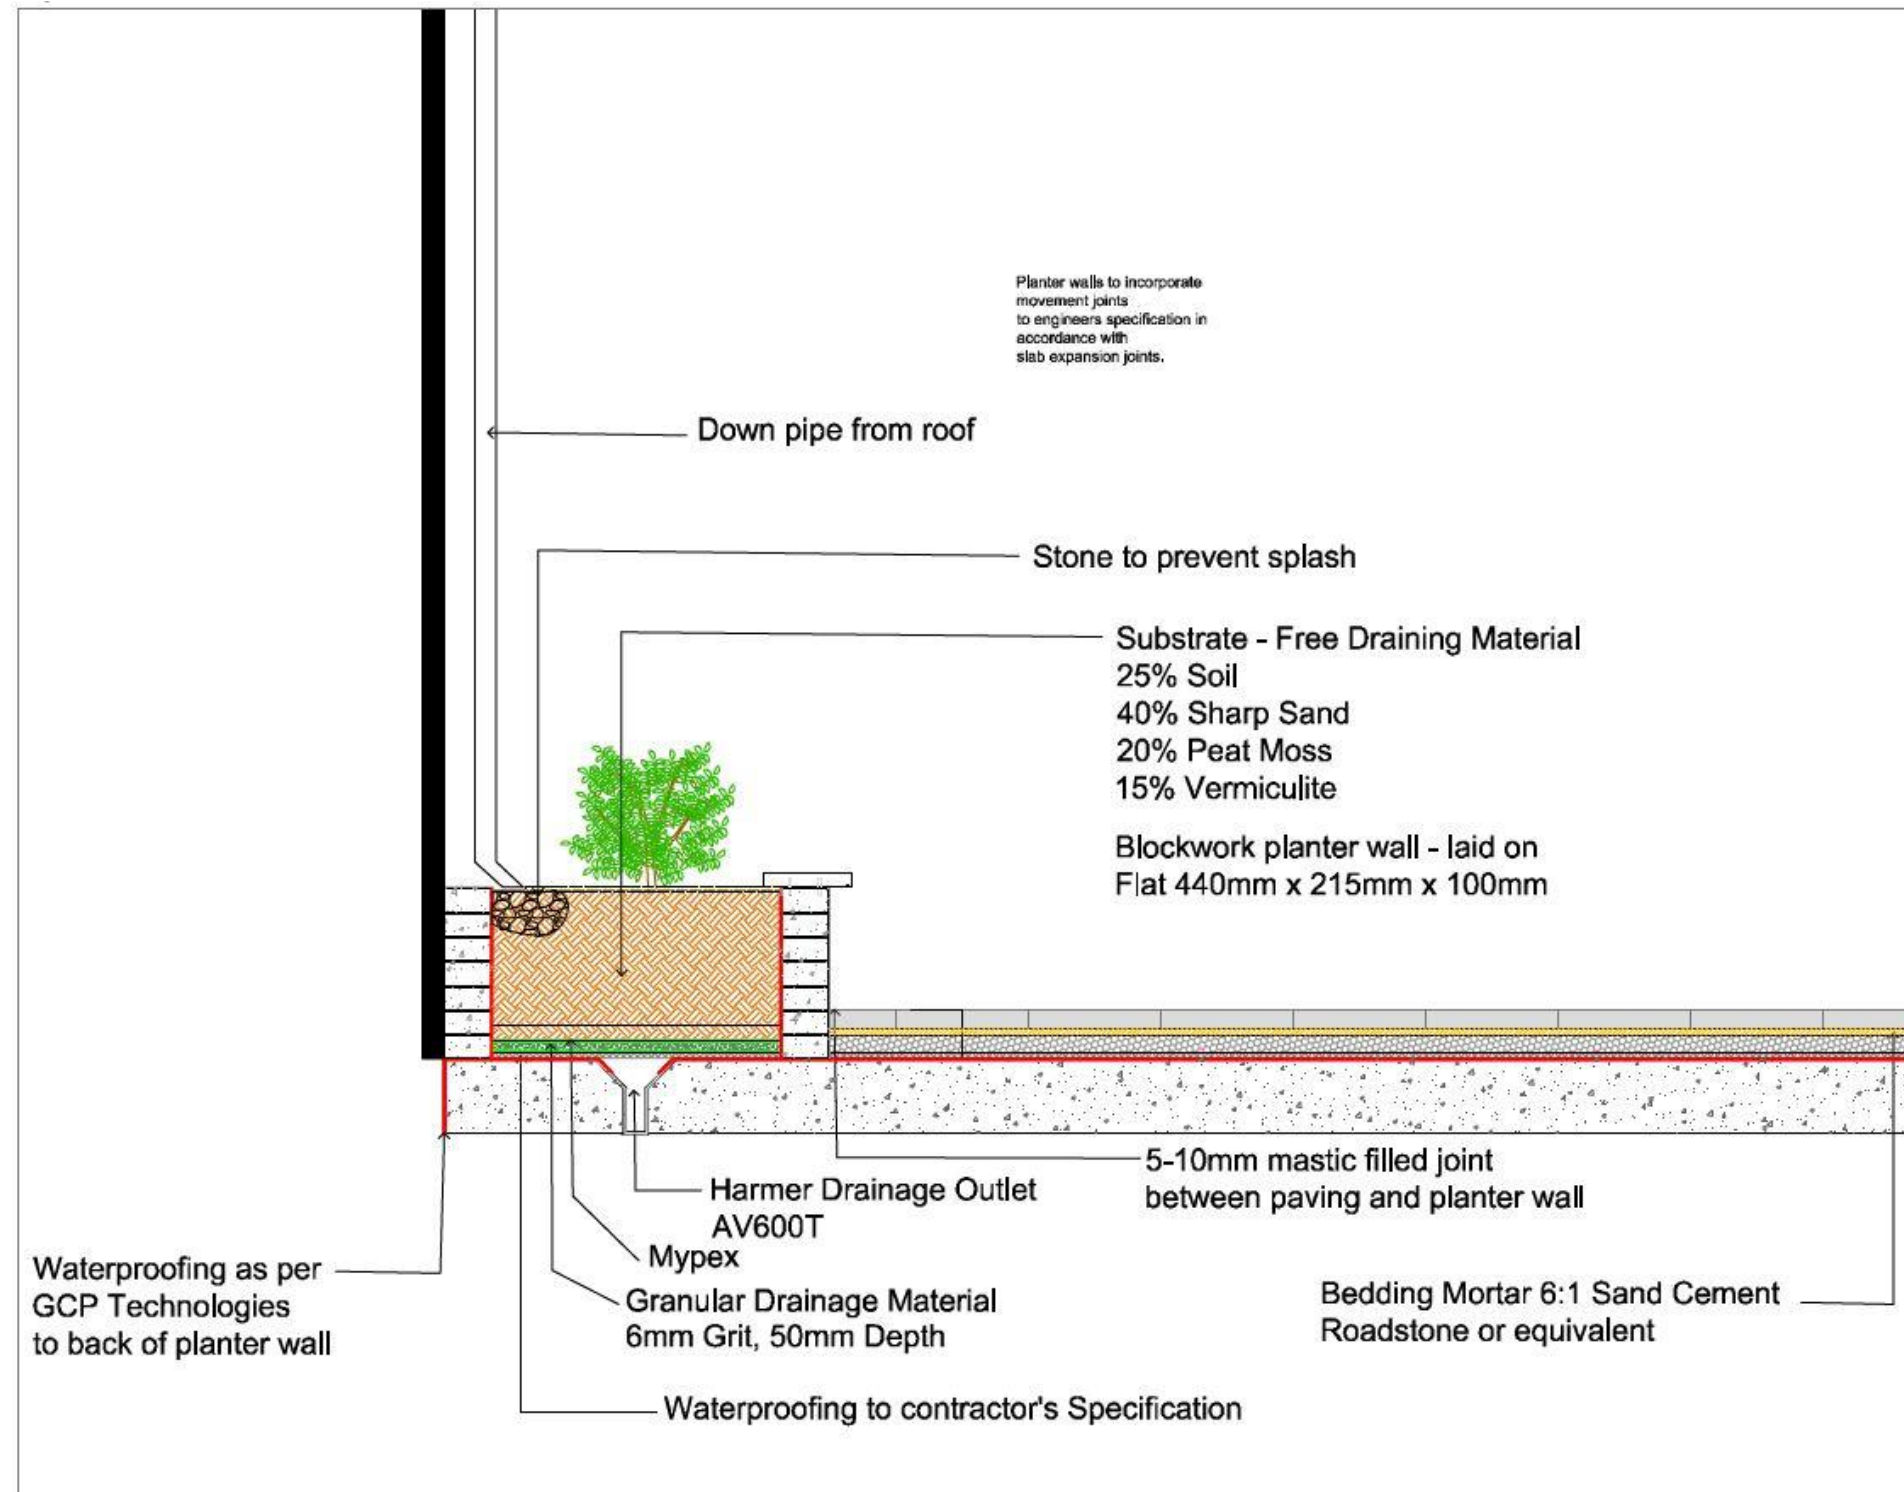 Planter walls to incorporate
movement joints
to engineers specification in
accordance with
slab expansion joints.
Down pipe from roof
Stone to prevent splash
Substrate - Free Draining Material
25% Soil
40% Sharp Sand
20% Peat Moss
15% Vermiculite
Blockwork planter wall - laid on
Flat 440mm x 215mm x 100mm
5-10mm mastic filled joint
between paving and planter wall
Harmer Drainage Outlet
AV600T
Mypex
Waterproofing as per
GCP Technologies
to back of planter wall
Granular Drainage Material
6mm Grit, 50mm Depth
Bedding Mortar 6:1 Sand Cement
Roadstone or equivalent
Waterproofing to contractor's Specification